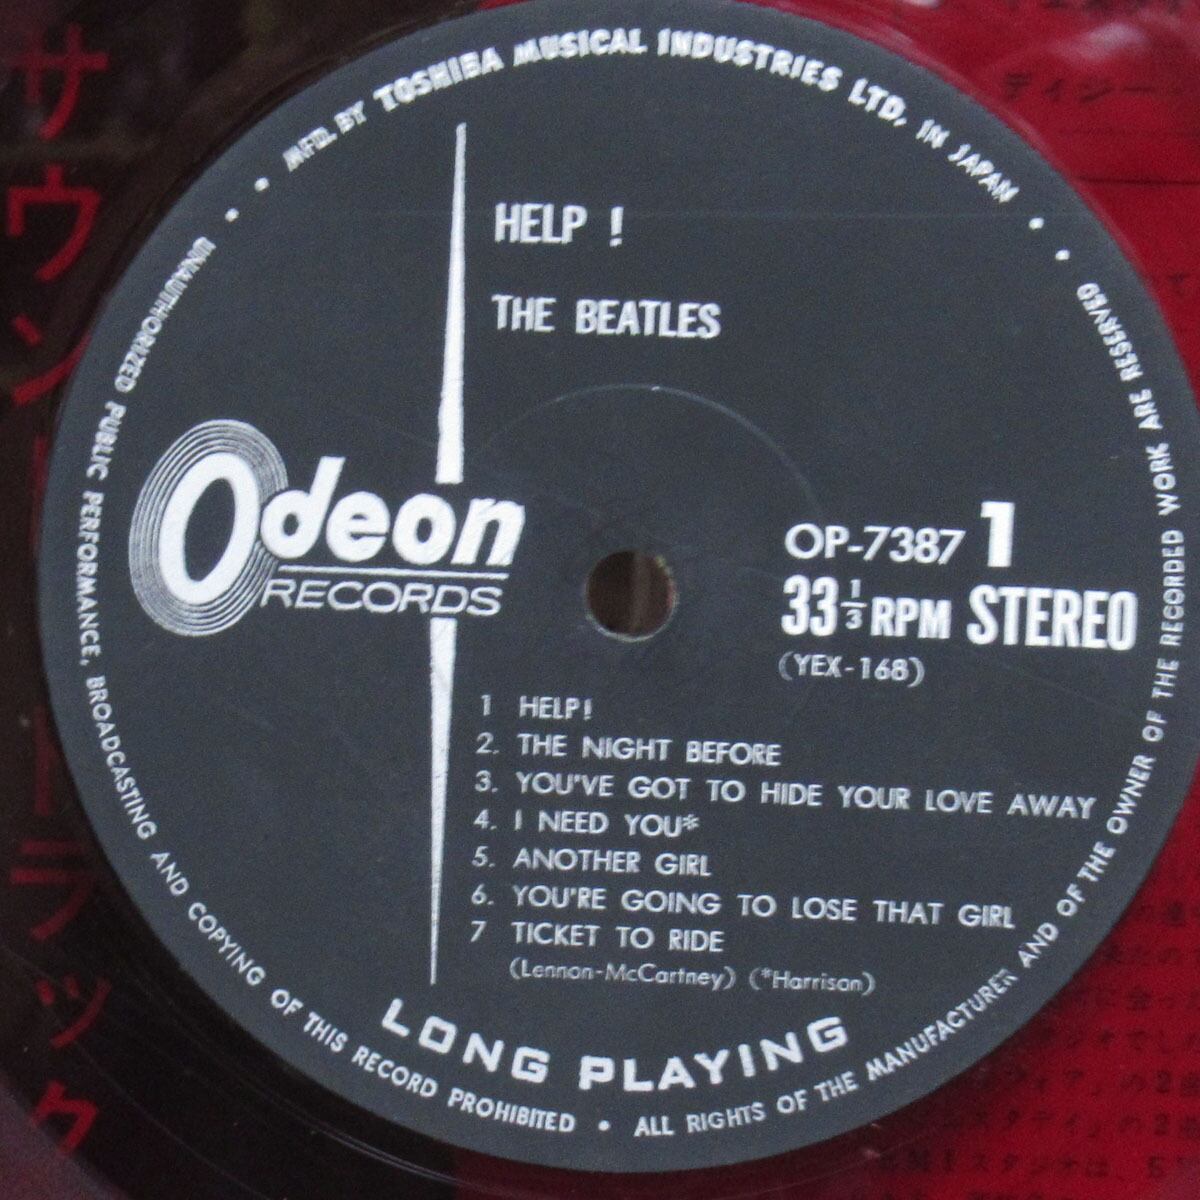 MFD. BY TOSHIBA MUSICAL INDUSTRIES LTD. IN JAPAN
HELP !
THE BEATLES
Odeon
RECORDS
OP-7387 1
33 1/3 RPM STEREO
(YEX-168)
1 HELP!
2. THE NIGHT BEFORE
3. YOU'VE GOT TO HIDE YOUR LOVE AWAY
4. I NEED YOU*
5. ANOTHER GIRL
6. YOU'RE GOING TO LOSE THAT GIRL
7 TICKET TO RIDE
(Lennon-McCartney) (*Harrison)
LONG PLAYING
UNAUTHORIZED PUBLIC PERFORMANCE, BROADCASTING AND COPYING OF THIS RECORD PROHIBITED • ALL RIGHTS OF THE MANUFACTURER AND OF THE OWNER OF THE RECORDED WORK ARE RESERVED
サウンドトラック
ディジー